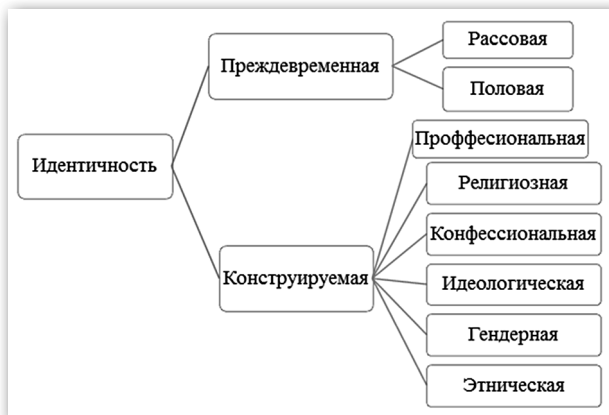 Идентичность
Преждевременная
Рассовая
Половая
Конструируемая
Проффесиональная
Религиозная
Конфессиональная
Идеологическая
Гендерная
Этническая